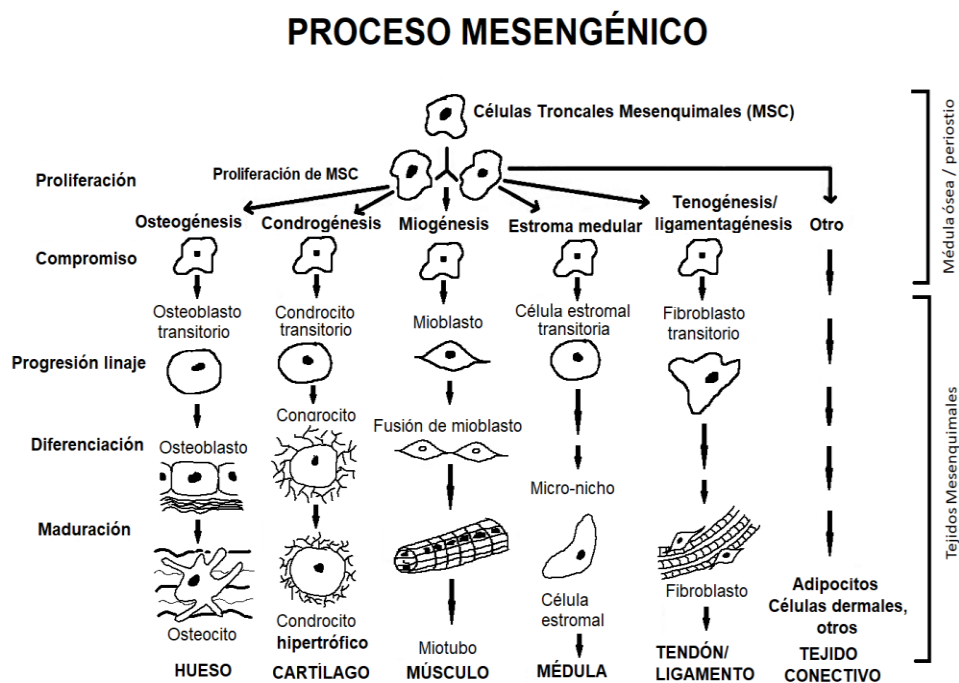 PROCESO MESENGÉNICO
Células Troncales Mesenquimales (MSC)
Proliferación
Proliferación de MSC
Osteogénesis
Condrogénesis
Miogénesis
Estroma medular
Tenogénesis/
ligamentagénesis
Otro
Compromiso
Osteoblasto
transitorio
Condrocito
transitorio
Mioblasto
Célula estromal
transitoria
Fibroblasto
transitorio
Progresión linaje
Diferenciación
Osteoblasto
Condrocito
Fusión de mioblasto
Micro-nicho
Maduración
Osteocito
Condrocito
hipertrófico
Miotubo
Célula
estromal
Fibroblasto
Adipocitos
Células dermales,
otros
HUESO
CARTÍLAGO
MÚSCULO
MÉDULA
TENDÓN/
LIGAMENTO
TEJIDO
CONECTIVO
Médula ósea / periostio
Tejidos Mesenquimales